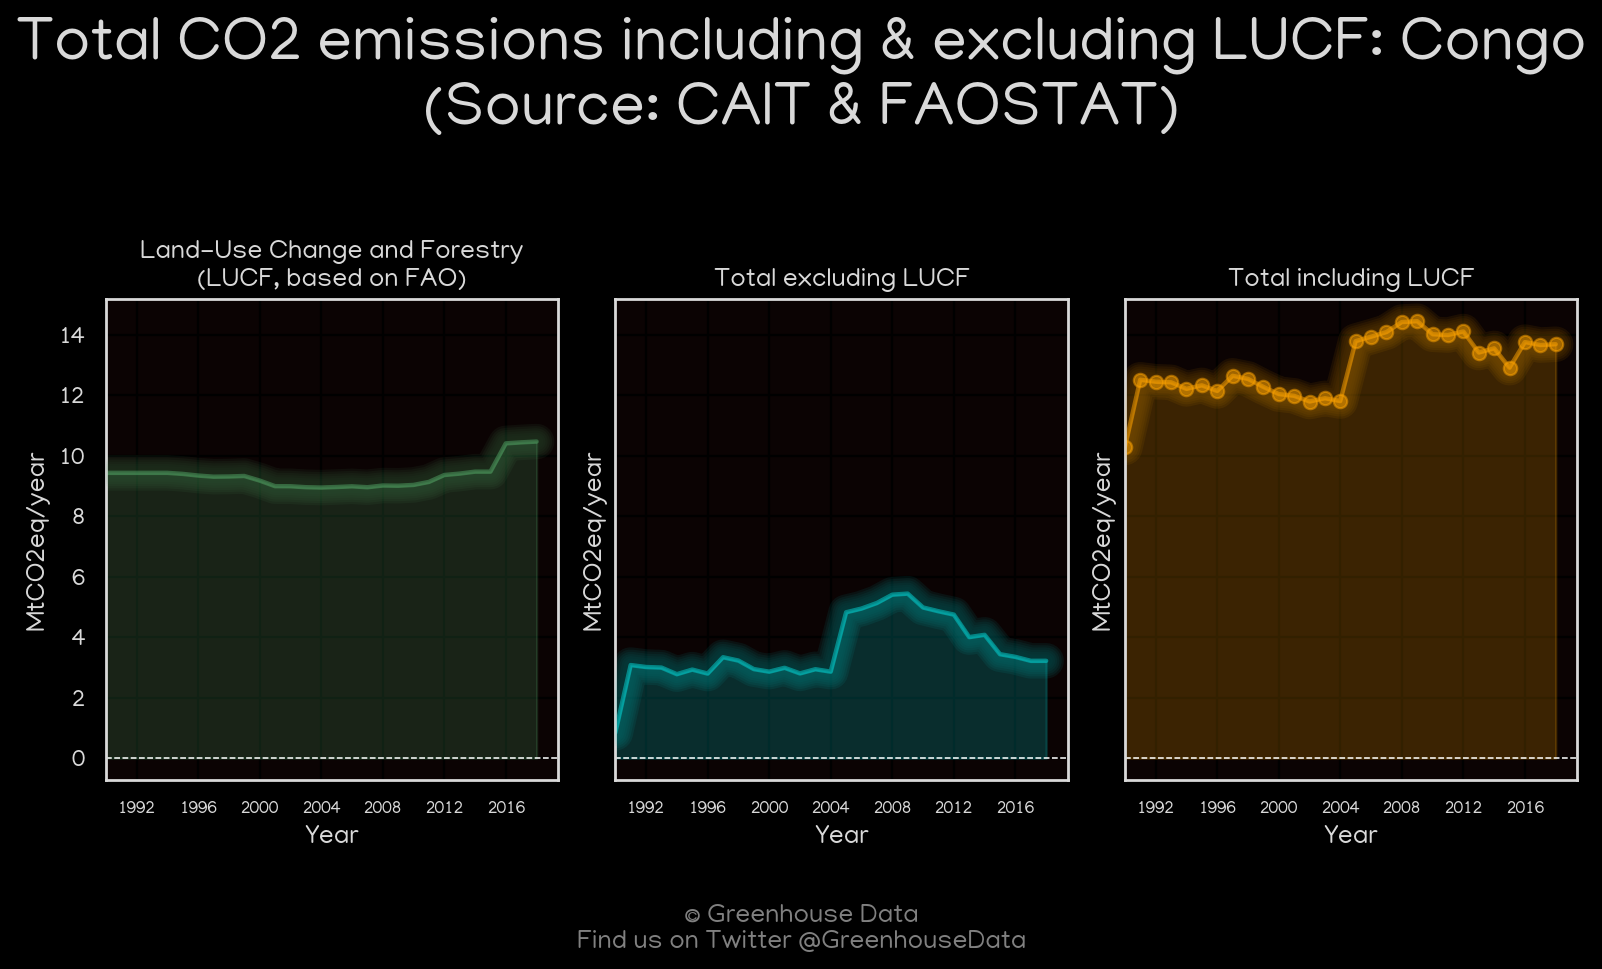 Total CO2 emissions including & excluding LUCF: Congo
(Source: CAIT & FAOSTAT)
Land-Use Change and Forestry
(LUCF, based on FAO)
MtCO2eq/year
14
12
10
8
6
4
2
0
1992 1996 2000 2004 2008 2012 2016
Year
Total excluding LUCF
MtCO2eq/year
1992 1996 2000 2004 2008 2012 2016
Year
Total including LUCF
MtCO2eq/year
1992 1996 2000 2004 2008 2012 2016
Year
© Greenhouse Data
Find us on Twitter @GreenhouseData